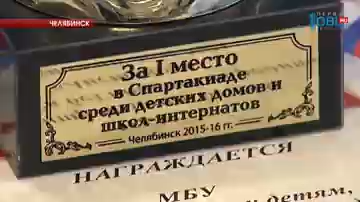 ЧЕЛЯБИНСК
За I место
в Спартакиаде
среди детских домов и
школ-интернатов
Челябинск 2015-16 гг.
НАГРАЖДАЕТСЯ
МБУ
детям,